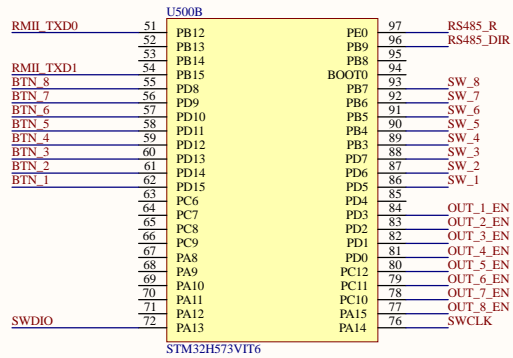 U500B
RMII_TXD0 51 PB12 PE0 97 RS485_R
52 PB13 PB9 96 RS485_DIR
53 PB14 PB8 95
RMII_TXD1 54 PB15 BOOT0 94
BTN_8 55 PD8 PB7 93 SW_8
BTN_7 56 PD9 PB6 92 SW_7
BTN_6 57 PD10 PB5 91 SW_6
BTN_5 58 PD11 PB4 90 SW_5
BTN_4 59 PD12 PB3 89 SW_4
BTN_3 60 PD13 PD7 88 SW_3
BTN_2 61 PD14 PD6 87 SW_2
BTN_1 62 PD15 PD5 86 SW_1
63 PC6 PD4 85
64 PC7 PD3 84 OUT_1_EN
65 PC8 PD2 83 OUT_2_EN
66 PC9 PD1 82 OUT_3_EN
67 PA8 PD0 81 OUT_4_EN
68 PA9 PC12 80 OUT_5_EN
69 PA10 PC11 79 OUT_6_EN
70 PA11 PC10 78 OUT_7_EN
71 PA12 PA15 77 OUT_8_EN
SWDIO 72 PA13 PA14 76 SWCLK
STM32H573VIT6